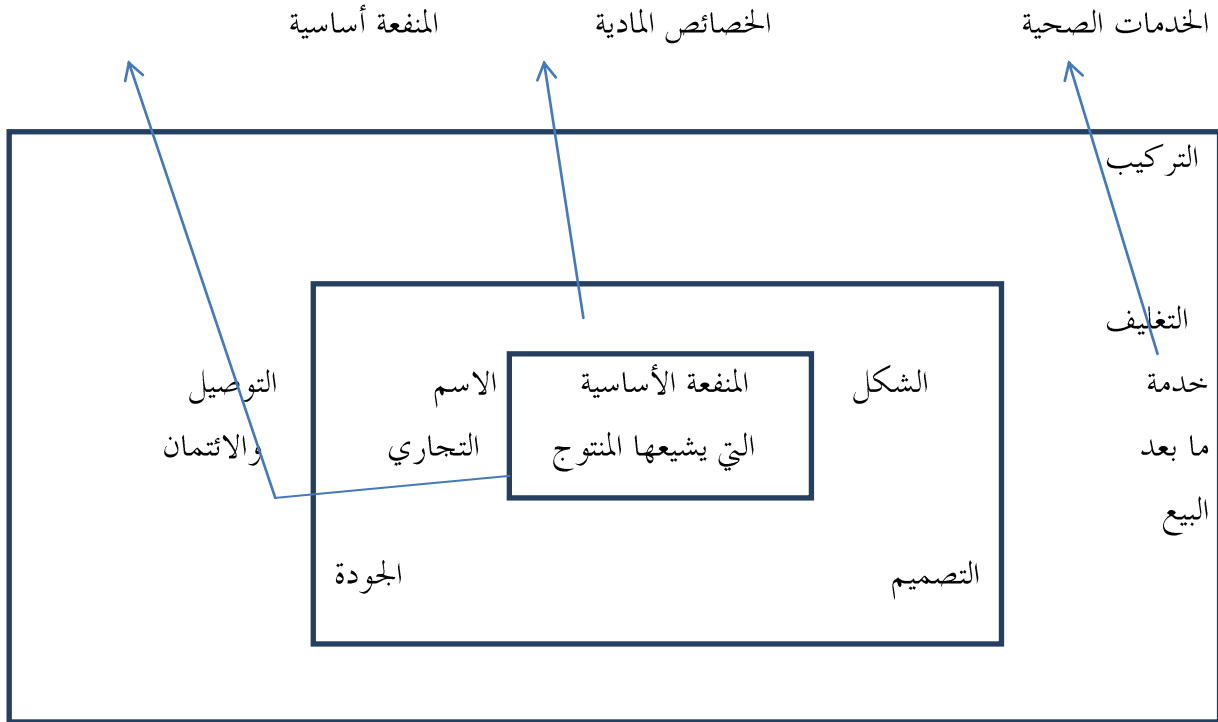 الخدمات الصحية الخصائص المادية المنفعة أساسية
التركيب
التغليف
خدمة الشكل المنفعة الأساسية الاسم التوصيل
ما بعد التي يشيعها المنتوج التجاري والائتمان
البيع
التصميم الجودة